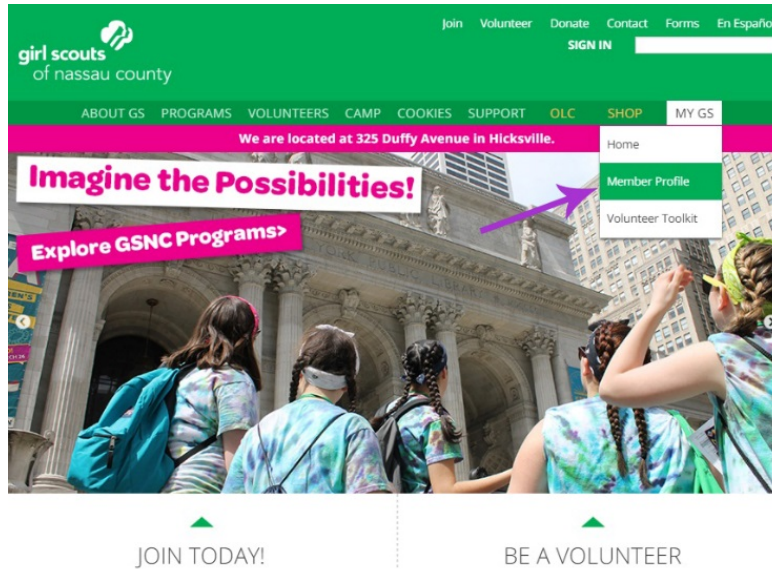 Join Volunteer Donate Contact Forms En Españo
SIGN IN
girl scouts
of nassau county
ABOUT GS PROGRAMS VOLUNTEERS CAMP COOKIES SUPPORT OLC SHOP MY GS
We are located at 325 Duffy Avenue in Hicksville.
Home
Member Profile
Volunteer Toolkit
Imagine the Possibilities!
Explore GSNC Programs>
PUBLIC LIBRARY
JOIN TODAY!
BE A VOLUNTEER